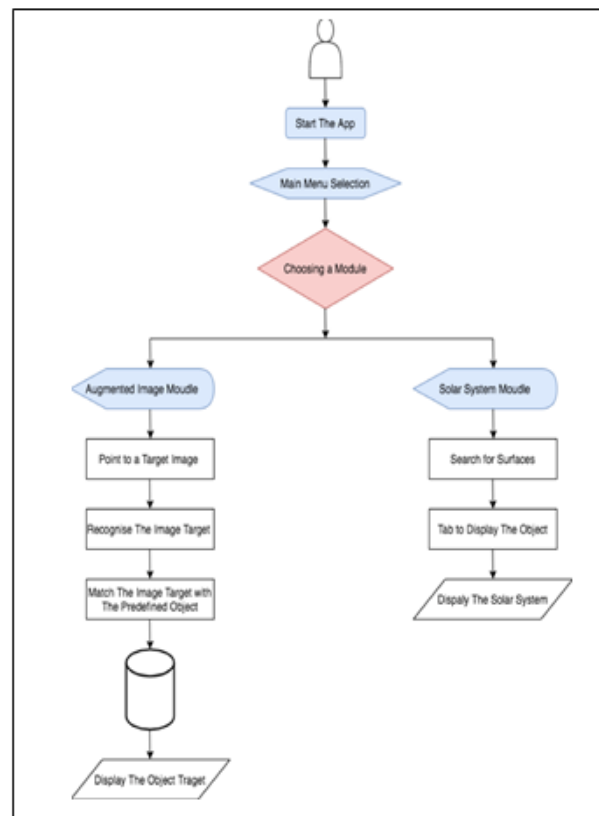 Start The App
Main Menu Selection
Choosing a Module
Augmented Image Moudle
Solar System Moudle
Point to a Target Image
Search for Surfaces
Recognise The Image Target
Tab to Display The Object
Match The Image Target with
The Predefined Object
Dispaly The Solar System
Display The Object Traget